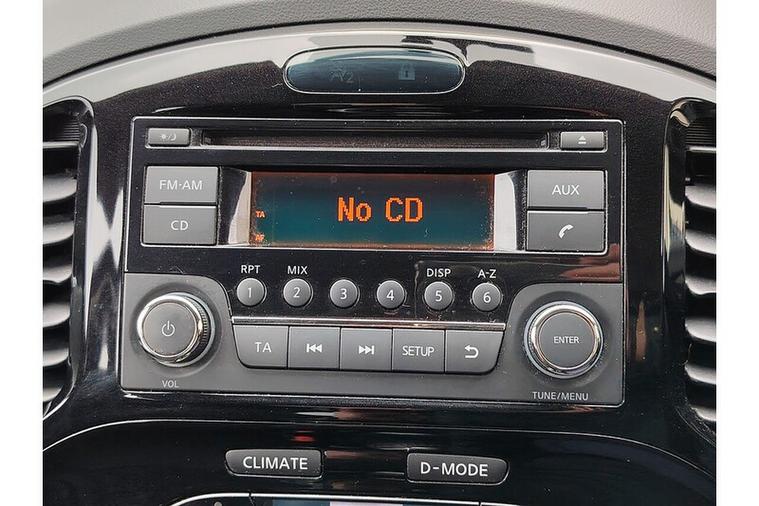 FM-AM
AUX
TA
No CD
AF
CD
RPT
MIX
DISP
A-Z
1
2
3
4
5
6
TA
SETUP
ENTER
VOL
TUNE/MENU
CLIMATE
D-MODE